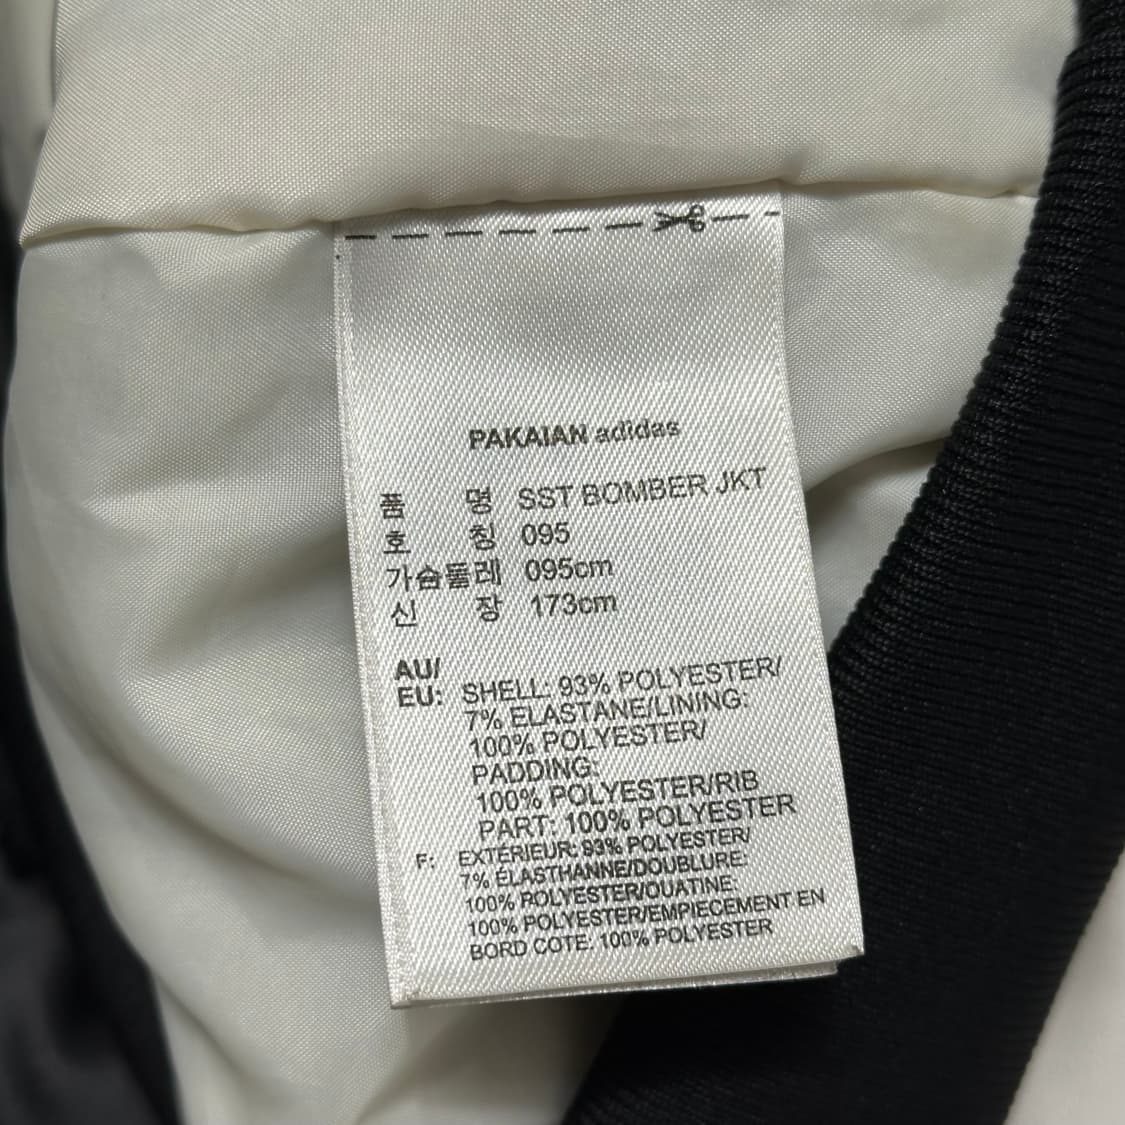 PAKAIAN adidas
품 명 SST BOMBER JKT
호 칭 095
가슴둘레 095cm
신 장 173cm
AU/
EU: SHELL: 93% POLYESTER/
7% ELASTANE/LINING:
100% POLYESTER/
PADDING:
100% POLYESTER/RIB
PART: 100% POLYESTER
F: EXTÉRIEUR: 93% POLYESTER/
7% ÉLASTHANNE/DOUBLURE:
100% POLYESTER/OUATINE:
100% POLYESTER/EMPIECEMENT EN
BORD COTE: 100% POLYESTER